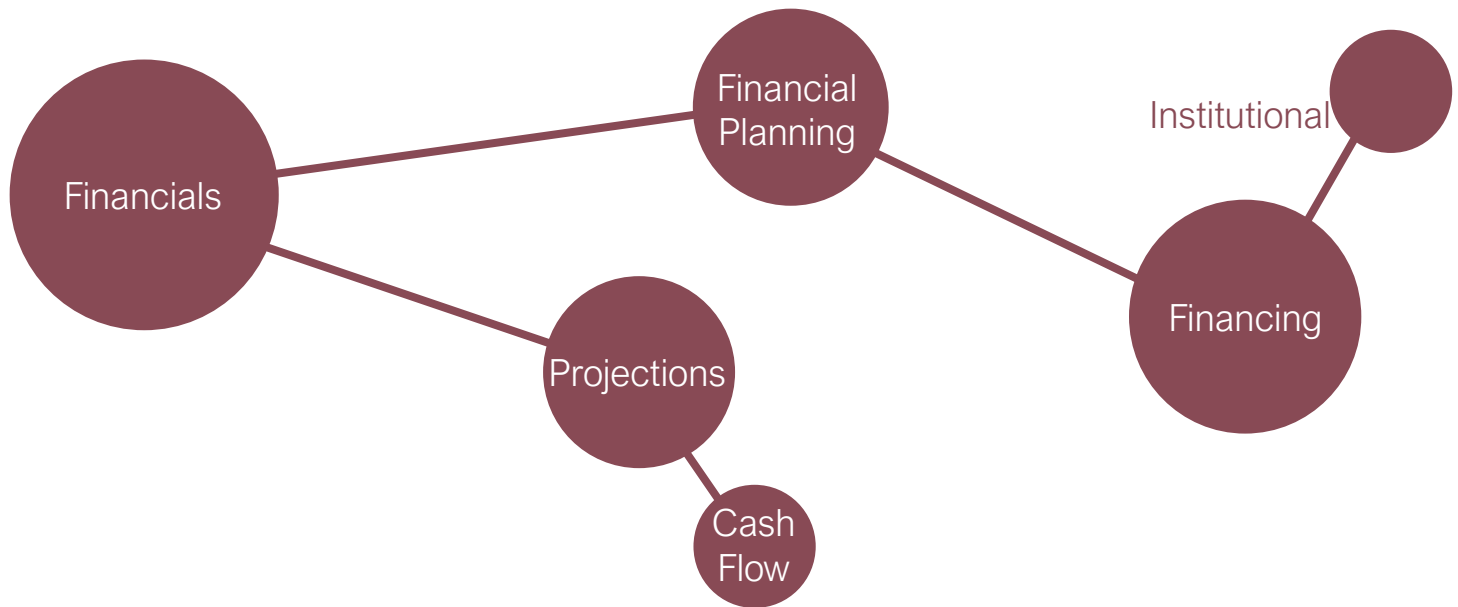 Financial
Planning
Institutional
Financials
Financing
Projections
Cash
Flow